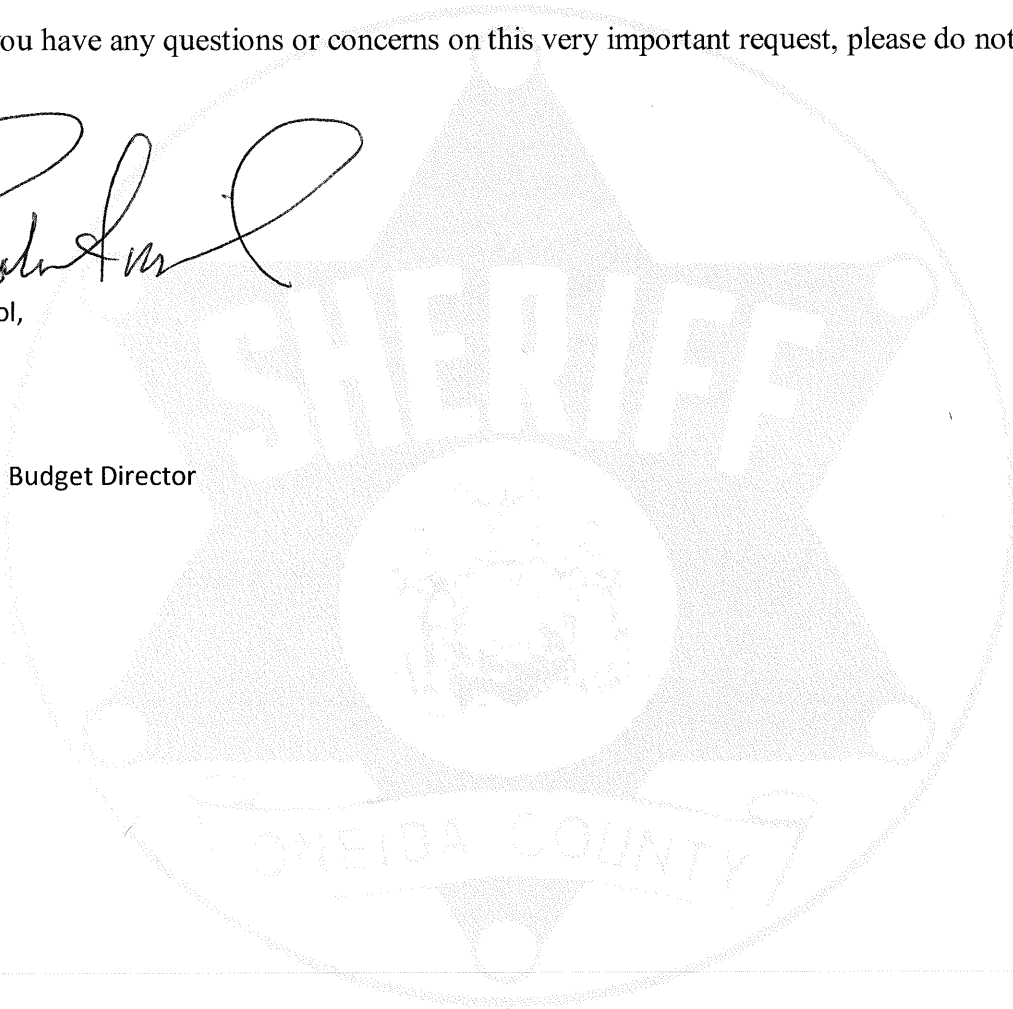 ou have any questions or concerns on this very important request, please do not
ol,
SHERIFF
Budget Director
ONEIDA COUNTY